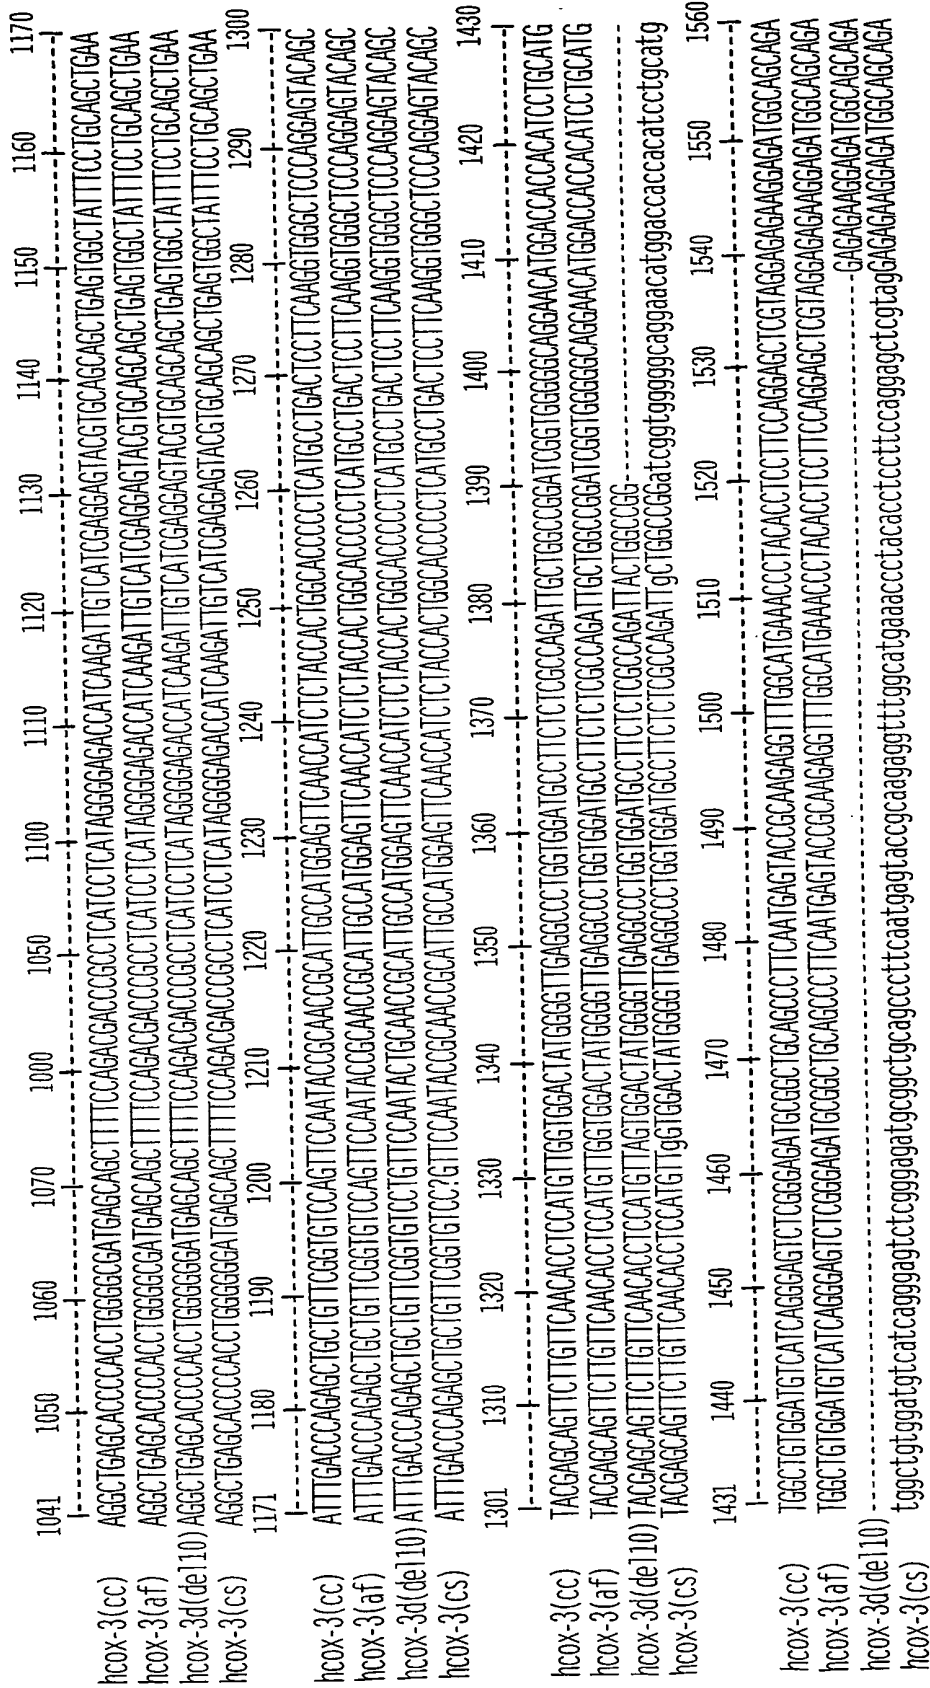 1041 1050 1060 1070 1000 1050 1100 1110 1120 1130 1140 1150 1160 1170
hcox-3(cc) AGGCTGAGCACCCCACCTGGGGCGATGAGCAGCTTTTCCAGACGACCCGCCTCATCCTCATAGGGGAGACCATCAAGATTGTCATCGAGGAGTACGTGCAGCAGCTGAGTGGCTATTTCCTGCAGCTGAA
hcox-3(af) AGGCTGAGCACCCCACCTGGGGCGATGAGCAGCTTTTCCAGACGACCCGCCTCATCCTCATAGGGGAGACCATCAAGATTGTCATCGAGGAGTACGTGCAGCAGCTGAGTGGCTATTTCCTGCAGCTGAA
hcox-3d(del10) AGGCTGAGCACCCCACCTGGGGGGATGAGCAGCTTTTCCAGACGACCCGCCTCATCCTCATAGGGGAGACCATCAAGATTGTCATCGAGGAGTACGTGCAGCAGCTGAGTGGCTATTTCCTGCAGCTGAA
hcox-3(cs) AGGCTGAGCACCCCACCTGGGGGGATGAGCAGCTTTTCCAGACGACCCGCCTCATCCTCATAGGGGAGACCATCAAGATTGTCATCGAGGAGTACGTGCAGCAGCTGAGTGGCTATTTCCTGCAGCTGAA
1171 1180 1190 1200 1210 1220 1230 1240 1250 1260 1270 1280 1290 1300
hcox-3(cc) ATTTGACCCAGAGCTGCTGTTCGGTGTCCAGTTCCAATACCGCAACCGCATTGCCATGGAGTTCAACCATCTCTACCACTGGCACCCCCTCATGCCTGACTCCTTCAAGGTGGGCTCCCAGGAGTACAGC
hcox-3(af) ATTTGACCCAGAGCTGCTGTTCGGTGTCCAGTTCCAATACCGCAACCGCATTGCCATGGAGTTCAACCATCTCTACCACTGGCACCCCCTCATGCCTGACTCCTTCAAGGTGGGCTCCCAGGAGTACAGC
hcox-3d(del10) ATTTGACCCAGAGCTGCTGTTCGGTGTCCTGTTCCAATACTGCAACCGCATTGCCATGGAGTTCAACCATCTCTACCACTGGCACCCCCTCATGCCTGACTCCTTCAAGGTGGGCTCCCAGGAGTACAGC
hcox-3(cs) ATTTGACCCAGAGCTGCTGTTCGGTGTCC?GTTCCAATACCGCAACCGCATTGCCATGGAGTTCAACCATCTCTACCACTGGCACCCCCTCATGCCTGACTCCTTCAAGGTGGGCTCCCAGGAGTACAGC
1301 1310 1320 1330 1340 1350 1360 1370 1380 1390 1400 1410 1420 1430
hcox-3(cc) TACGAGCAGTTCTTGTTCAACACCTCCATGTTGGTGGACTATGGGGTTGAGGCCCTGGTGGATGCCTTCTCTCGCCAGATTGCTGGCCGGATCGGTGGGGGCAGGAACATGGACCACCACATCCTGCATG
hcox-3(af) TACGAGCAGTTCTTGTTCAACACCTCCATGTTGGTGGACTATGGGGTTGAGGCCCTGGTGGATGCCTTCTCTCGCCAGATTGCTGGCCGGATCGGTGGGGGCAGGAACATGGACCACCACATCCTGCATG
hcox-3d(del10) TACGAGCAGTTCTTGTTCAACACCTCCATGTTAGTGGACTATGGGGTTGAGGCCCTGGTGGATGCCTTCTCTCGCCAGATTACTGGCCGG----------------------------------------
hcox-3(cs) TACGAGCAGTTCTTGTTCAACACCTCCATGTTgGTGGACTATGGGGTTGAGGCCCTGGTGGATGCCTTCTCTCGCCAGATTgCTGGCCGGatcggtgggggcaggaacatggaccaccacatcctgcatg
1431 1440 1450 1460 1470 1480 1490 1500 1510 1520 1530 1540 1550 1560
hcox-3(cc) TGGCTGTGGATGTCATCAGGGAGTCTCGGGAGATGCGGCTGCAGCCCTTCAATGAGTACCGCAAGAGGTTTGGCATGAAACCCTACACCTCCTTCCAGGAGCTCGTAGGAGAGAAGGAGATGGCAGCAGA
hcox-3(af) TGGCTGTGGATGTCATCAGGGAGTCTCGGGAGATGCGGCTGCAGCCCTTCAATGAGTACCGCAAGAGGTTTGGCATGAAACCCTACACCTCCTTCCAGGAGCTCGTAGGAGAGAAGGAGATGGCAGCAGA
hcox-3d(del10) ------------------------------------------------------------------------------------------------------------GAGAGAAGGAGATGGCAGCAGA
hcox-3(cs) tggctgtggatgtcatcagggagtctcgggagatgcggctgcagcccttcaatgagtaccgcaagaggtttggcatgaaaccctacacctccttccaggagctcgtagGAGAGAAGGAGATGGCAGCAGA